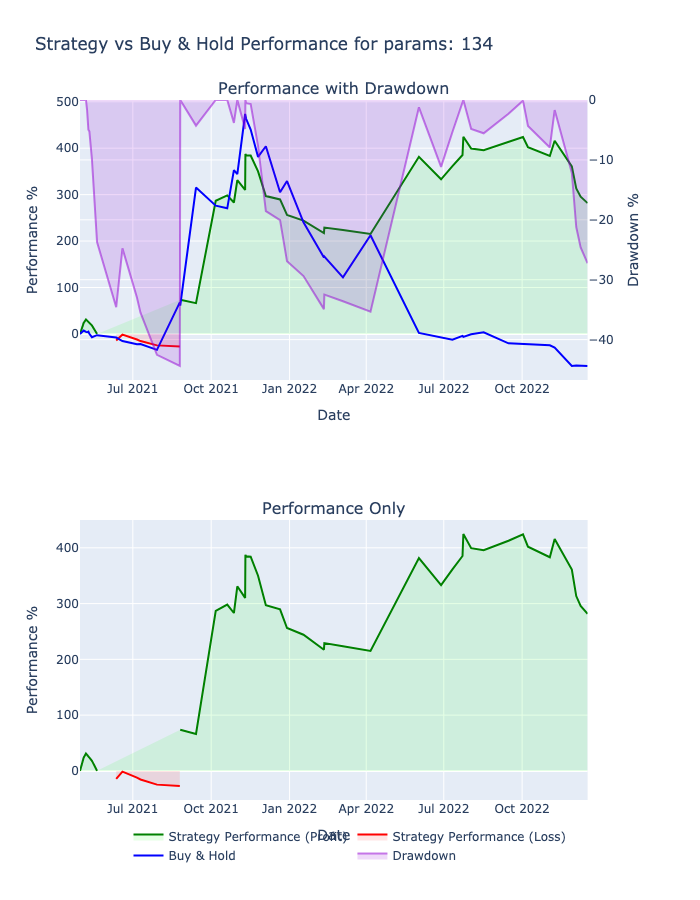 Strategy vs Buy & Hold Performance for params: 134
Performance with Drawdown
500
400
300
200
100
0
Performance %
0
−10
−20
−30
−40
Drawdown %
Jul 2021
Oct 2021
Jan 2022
Apr 2022
Jul 2022
Oct 2022
Date
Performance Only
400
300
200
100
0
Performance %
Jul 2021
Oct 2021
Jan 2022
Apr 2022
Jul 2022
Oct 2022
Date
Strategy Performance (Profit)
Strategy Performance (Loss)
Buy & Hold
Drawdown